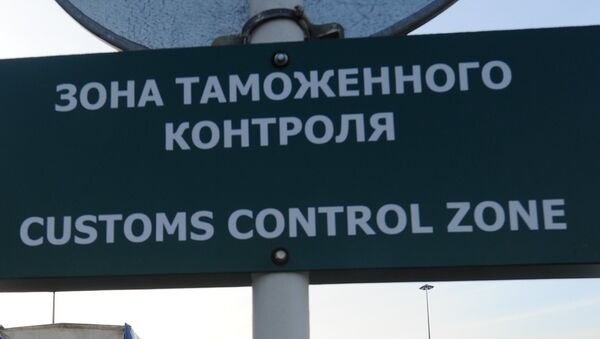 ЗОНА ТАМОЖЕННОГО
КОНТРОЛЯ
CUSTOMS CONTROL ZONE